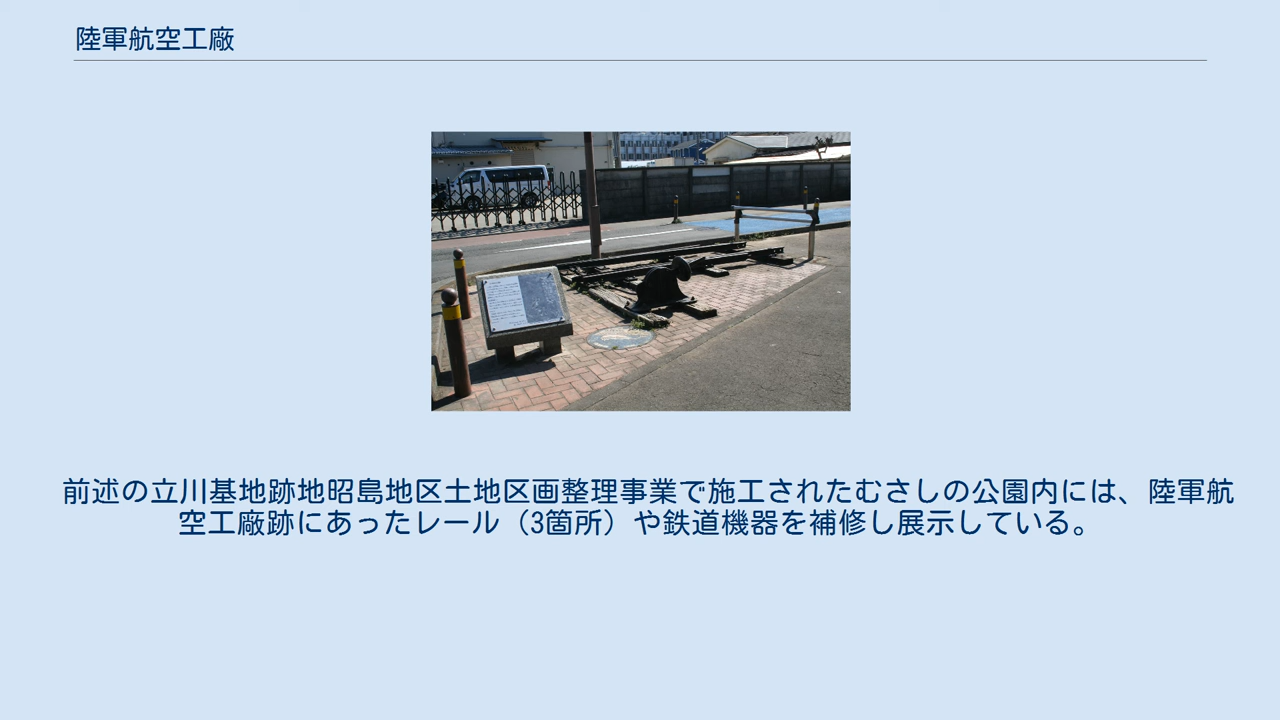 陸軍航空工廠
前述の立川基地跡地昭島地区土地区画整理事業で施工されたむさしの公園内には、陸軍航
空工廠跡にあったレール（3箇所）や鉄道機器を補修し展示している。